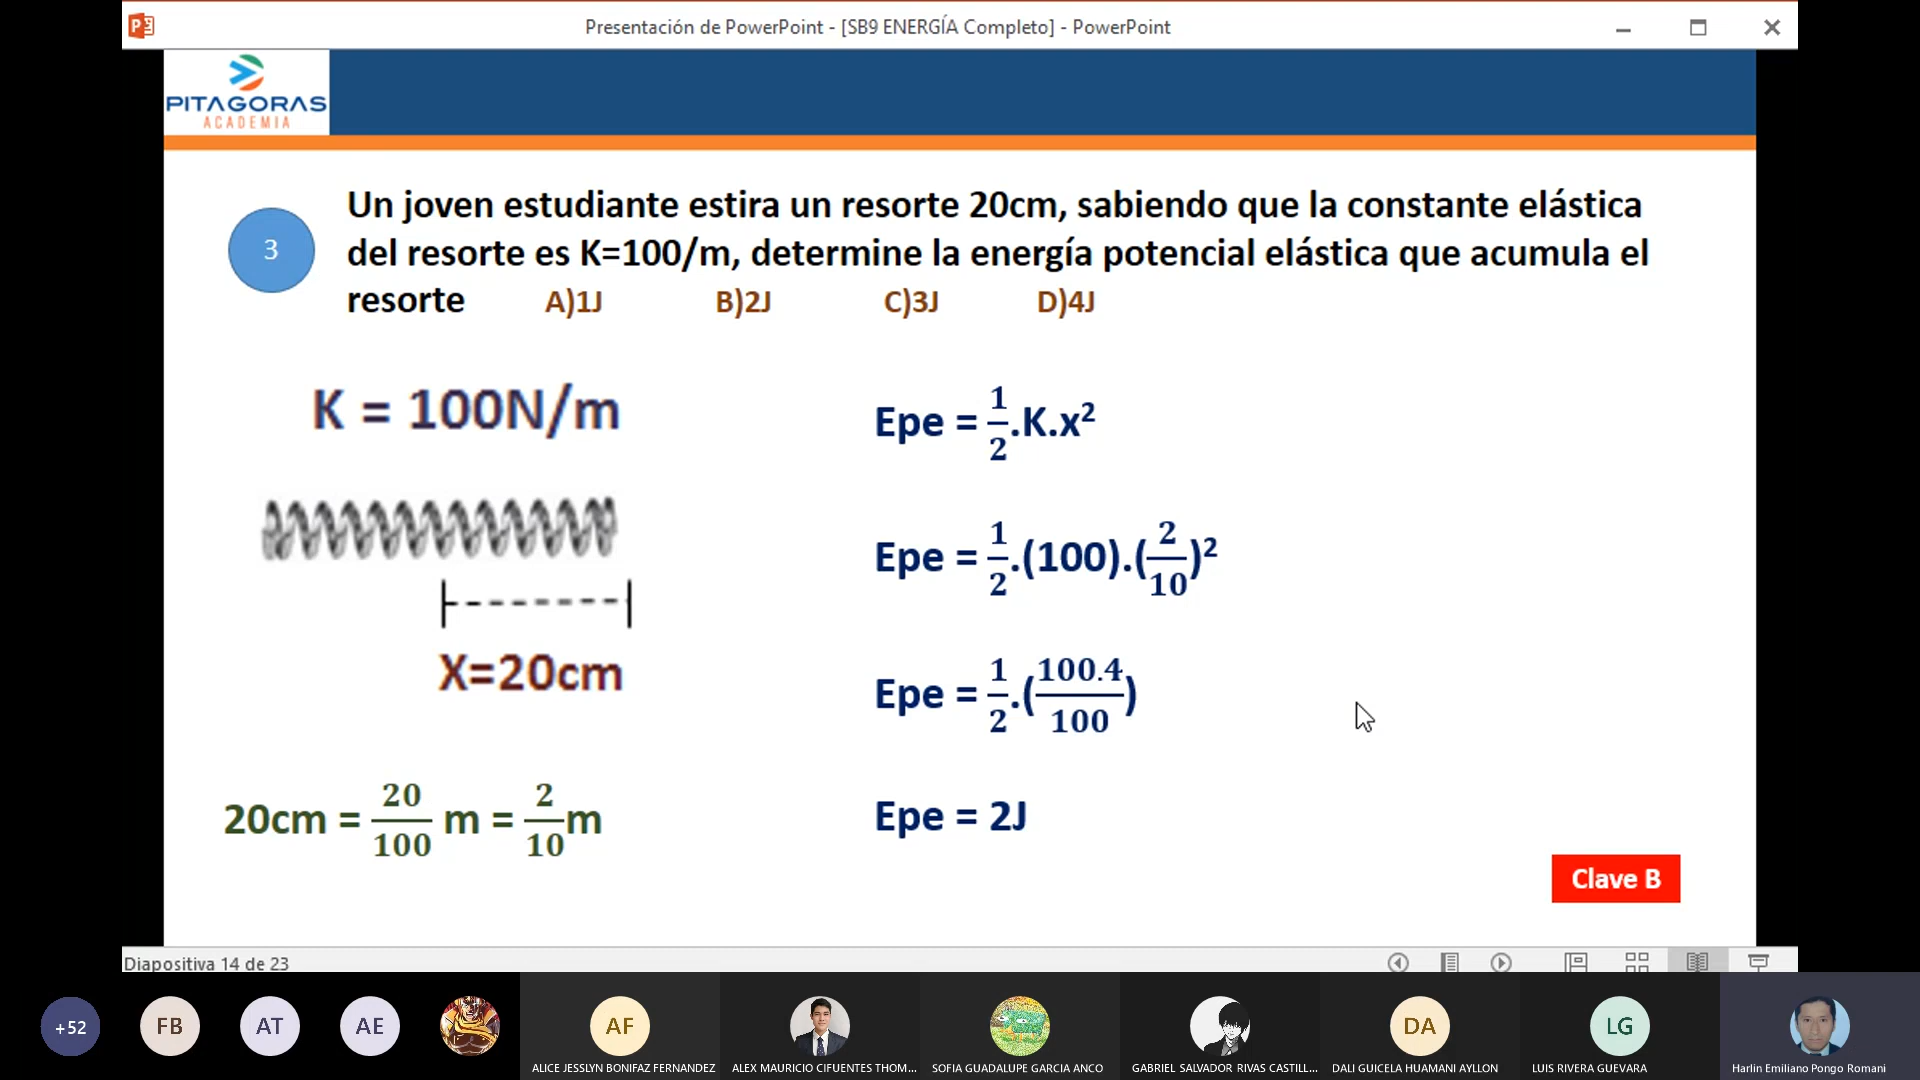 Presentación de PowerPoint - [SB9 ENERGÍA Completo] - PowerPoint
PITAGORAS
ACADEMIA
3
Un joven estudiante estira un resorte 20cm, sabiendo que la constante elástica
del resorte es K=100/m, determine la energía potencial elástica que acumula el
resorte A)1J B)2J C)3J D)4J
K = 100N/m
X=20cm
20cm = 20/100 m = 2/10 m
Epe = 1/2 .K.x²
Epe = 1/2 .(100).(2/10)²
Epe = 1/2 .(100.4/100)
Epe = 2J
Clave B
Diapositiva 14 de 23
+52
FB
AT
AE
AF
DA
LG
ALICE JESSLYN BONIFAZ FERNANDEZ
ALEX MAURICIO CIFUENTES THOM...
SOFIA GUADALUPE GARCIA ANCO
GABRIEL SALVADOR RIVAS CASTILL...
DALI GUICELA HUAMANI AYLLON
LUIS RIVERA GUEVARA
Harlin Emiliano Pongo Romani